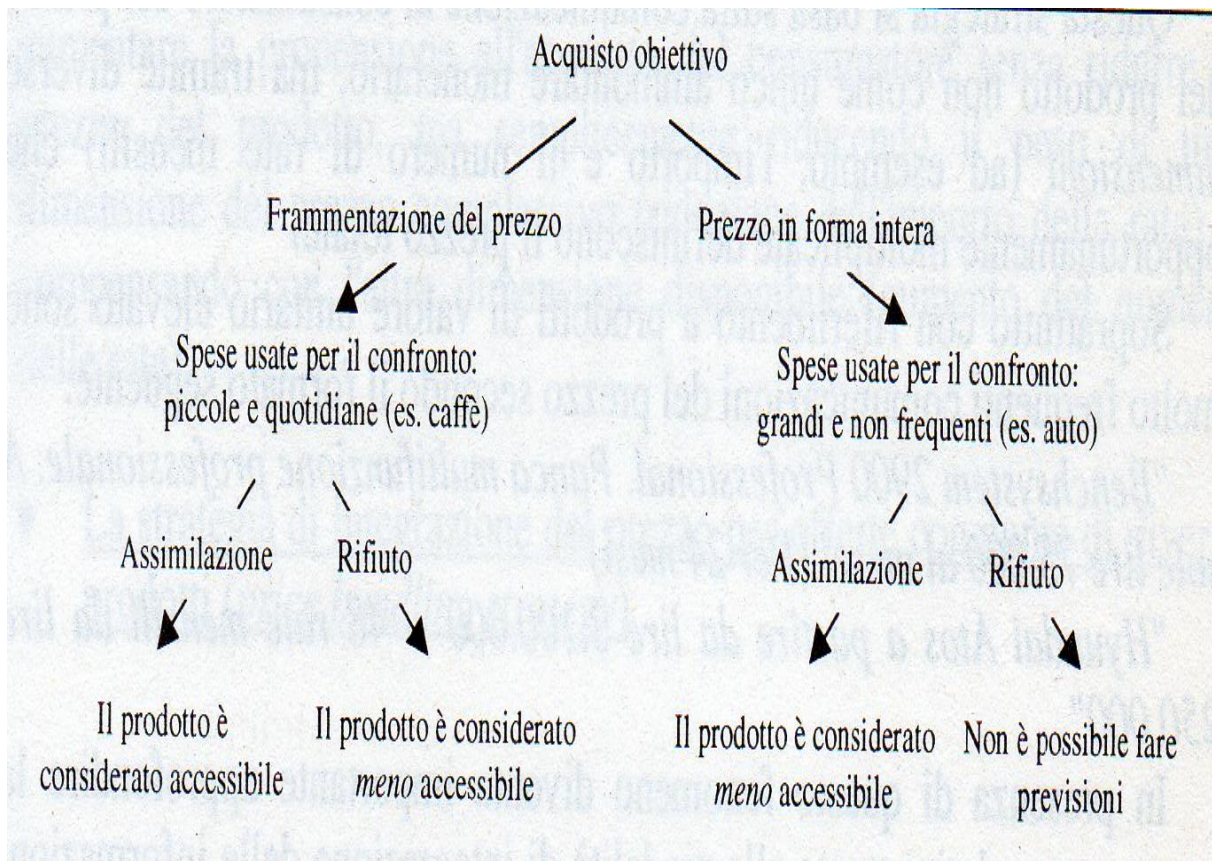 Acquisto obiettivo
Frammentazione del prezzo
Prezzo in forma intera
Spese usate per il confronto:
piccole e quotidiane (es. caffè)
Spese usate per il confronto:
grandi e non frequenti (es. auto)
Assimilazione
Rifiuto
Assimilazione
Rifiuto
Il prodotto è
considerato accessibile
Il prodotto è considerato
meno accessibile
Il prodotto è considerato
meno accessibile
Non è possibile fare
previsioni